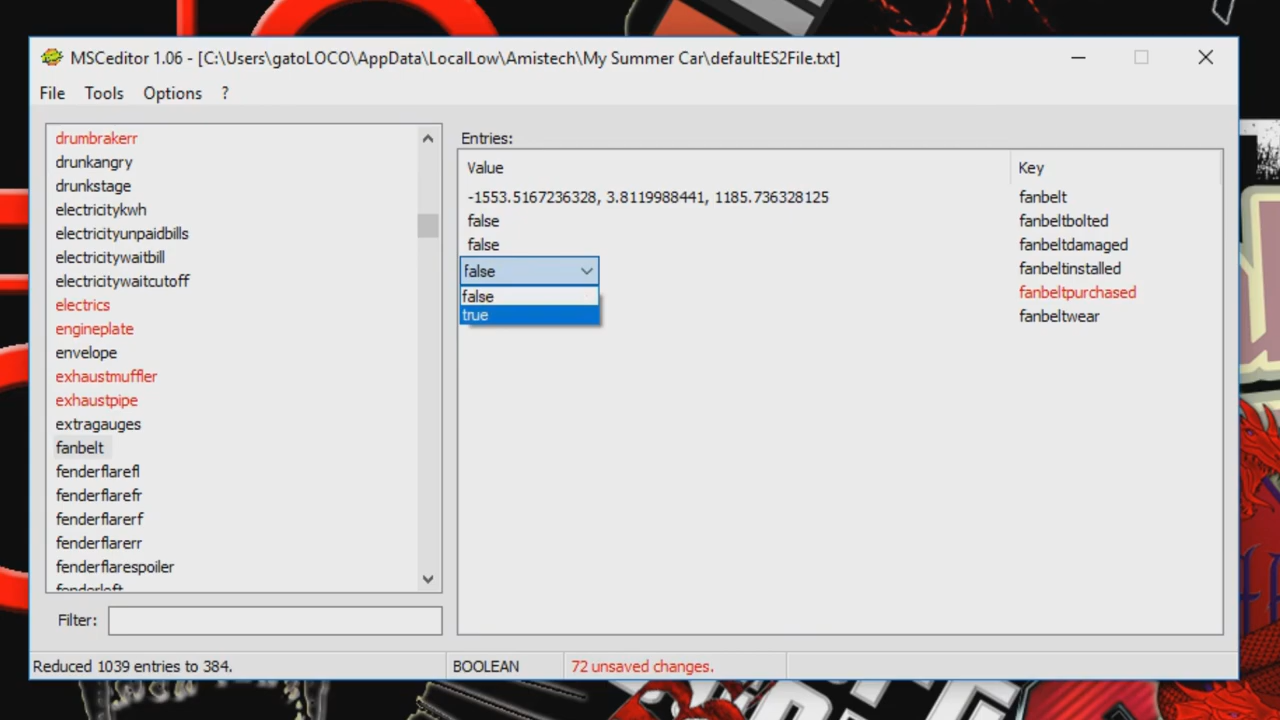 MSCeditor 1.06 - [C:\Users\gatoLOCO\AppData\LocalLow\Amistech\My Summer Car\defaultES2File.txt]
File Tools Options ?
drumbrakerr
drunkangry
drunkstage
electricitykwh
electricityunpaidbills
electricitywaitbill
electricitywaitcutoff
electrics
engineplate
envelope
exhaustmuffler
exhaustpipe
extragauges
fanbelt
fenderflarefl
fenderflarefr
fenderflarerf
fenderflarerr
fenderflarespoiler
fenderleft
Filter:
Entries:
Value Key
-1553.5167236328, 3.8119988441, 1185.736328125 fanbelt
false fanbeltbolted
false fanbeltdamaged
false fanbeltinstalled
false fanbeltpurchased
true fanbeltwear
Reduced 1039 entries to 384. BOOLEAN 72 unsaved changes.